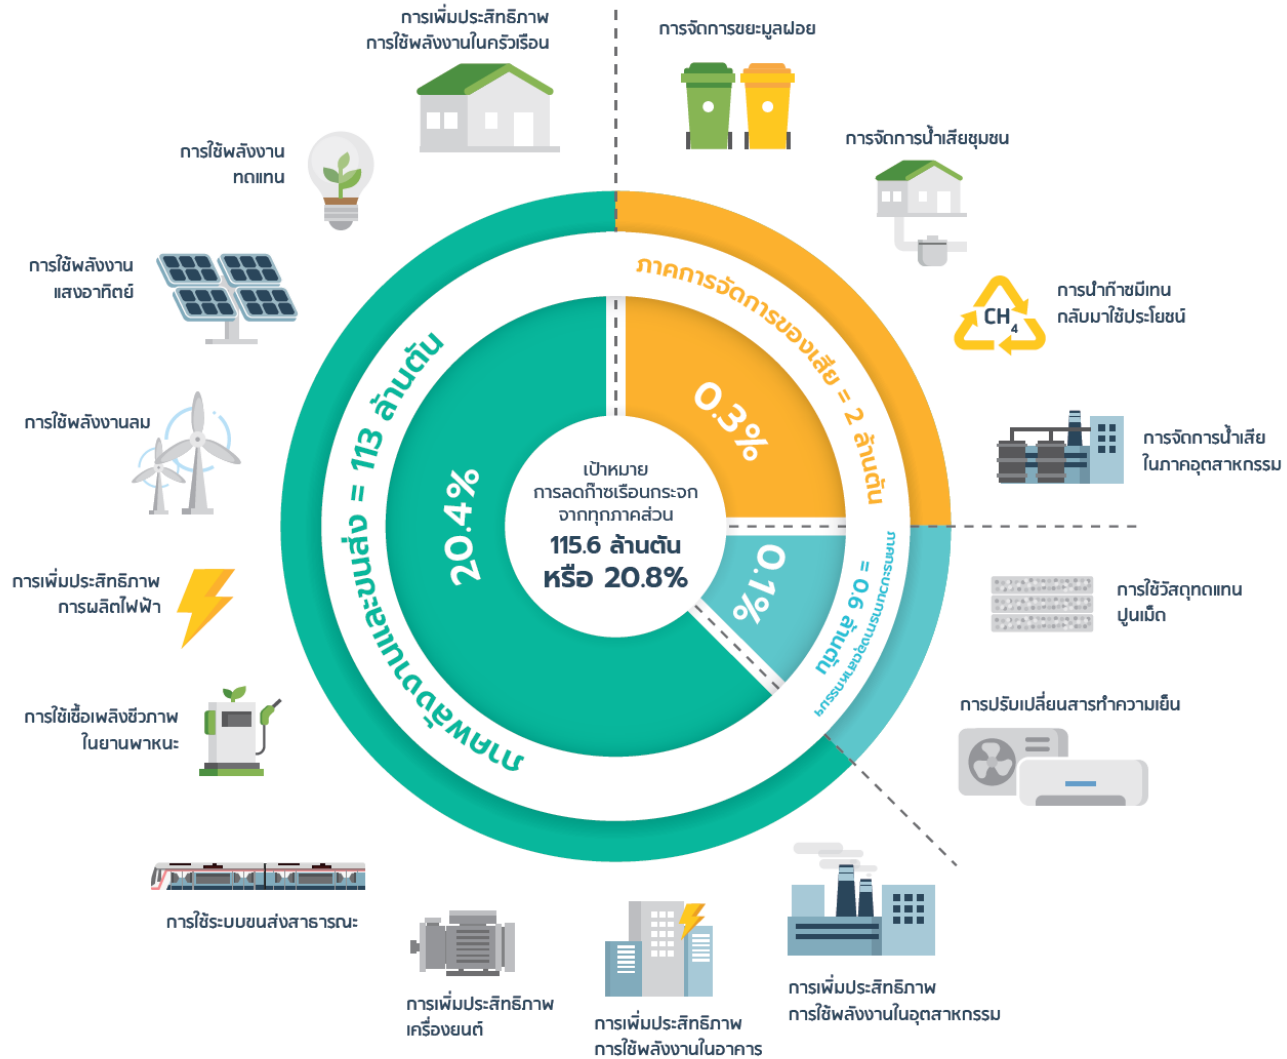 การเพิ่มประสิทธิภาพ
การใช้พลังงานในครัวเรือน
การจัดการขยะมูลฝอย
การจัดการน้ำเสียชุมชน
การใช้พลังงาน
ทดแทน
การใช้พลังงาน
แสงอาทิตย์
การนำก๊าซมีเทน
กลับมาใช้ประโยชน์
CH4
การใช้พลังงานลม
การจัดการน้ำเสีย
ในภาคอุตสาหกรรม
ภาคการจัดการของเสีย = 2 ล้านตัน
0.3%
ภาคพลังงานและขนส่ง = 113 ล้านตัน
20.4%
เป้าหมาย
การลดก๊าซเรือนกระจก
จากทุกภาคส่วน
115.6 ล้านตัน
หรือ 20.8%
0.1%
ภาคกระบวนการทางอุตสาหกรรมฯ
= 0.6 ล้านตัน
การเพิ่มประสิทธิภาพ
การผลิตไฟฟ้า
การใช้วัสดุทดแทน
ปูนเม็ด
การใช้เชื้อเพลิงชีวภาพ
ในยานพาหนะ
การปรับเปลี่ยนสารทำความเย็น
การใช้ระบบขนส่งสาธารณะ
การเพิ่มประสิทธิภาพ
เครื่องยนต์
การเพิ่มประสิทธิภาพ
การใช้พลังงานในอาคาร
การเพิ่มประสิทธิภาพ
การใช้พลังงานในอุตสาหกรรม